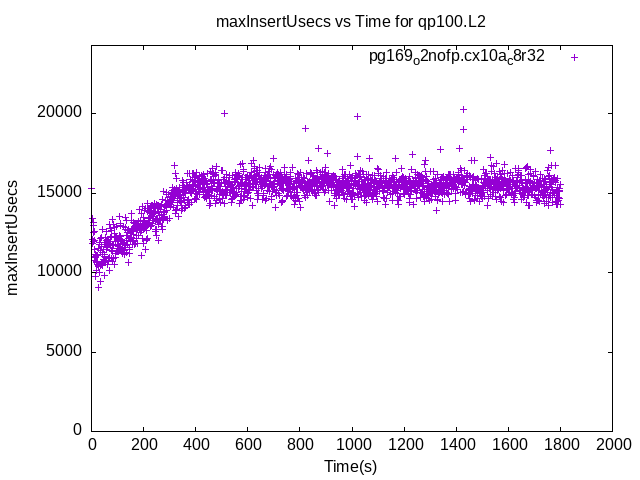 maxInsertUsecs vs Time for qp100.L2
pg169o2nofp.cx10ac8r32
maxInsertUsecs
20000
15000
10000
5000
0
0 200 400 600 800 1000 1200 1400 1600 1800 2000
Time(s)